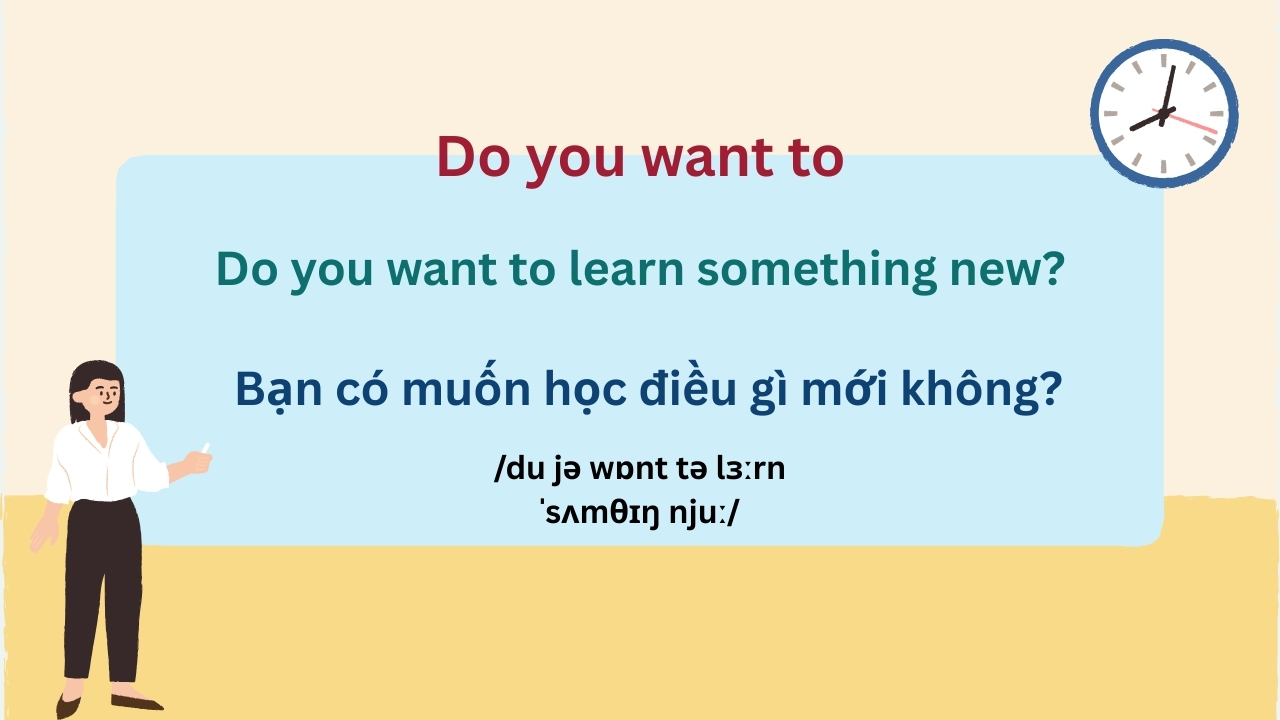 Do you want to
Do you want to learn something new?
Bạn có muốn học điều gì mới không?
/du jə wɒnt tə lɜːrn
ˈsʌmθɪŋ njuː/